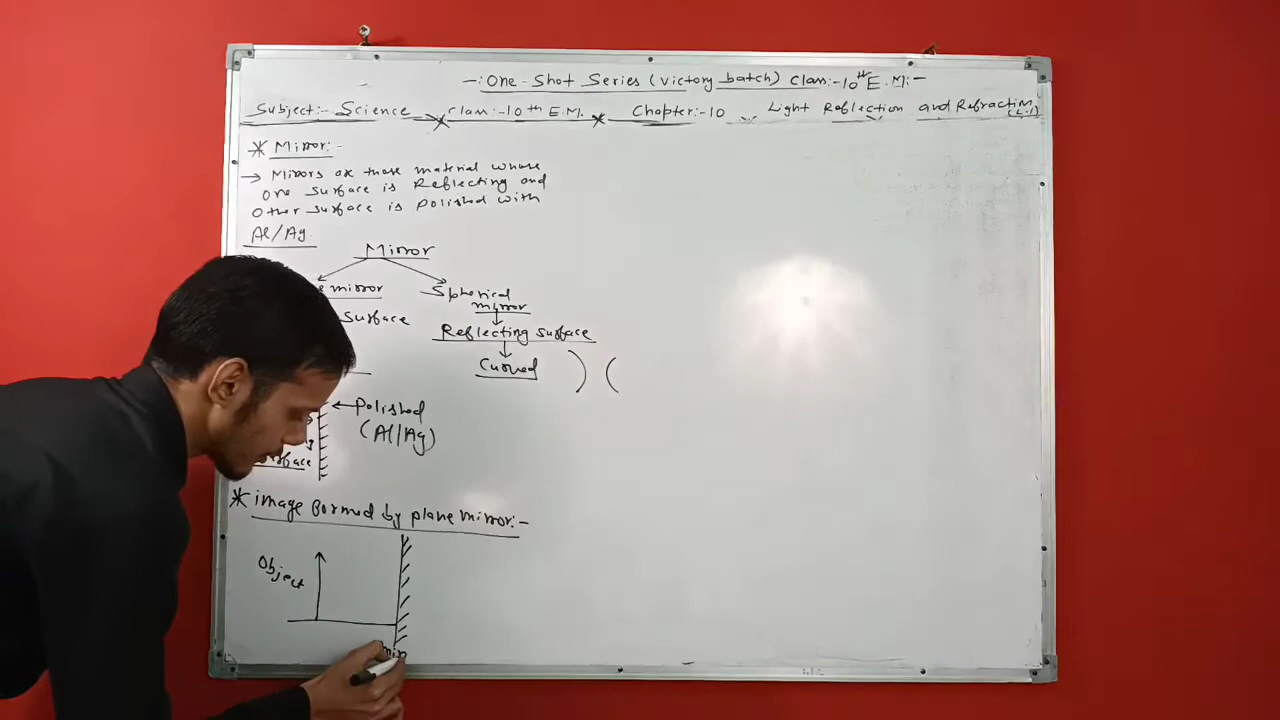 -: One-Shot Series (Victory batch) Class:-10th E.M:-
Subject:- Science Class:-10th E.M. Chapter:-10 Light Reflection and Refraction (L-1)
* Mirror:-
→ Mirrors are those material whose
one surface is Reflecting and
Other surface is polished with
Al/Ag.
Mirror
mirror
Spherical
mirror
surface
Reflecting surface
Curved
Polished
(Al/Ag)
* image formed by plane mirror:-
Object